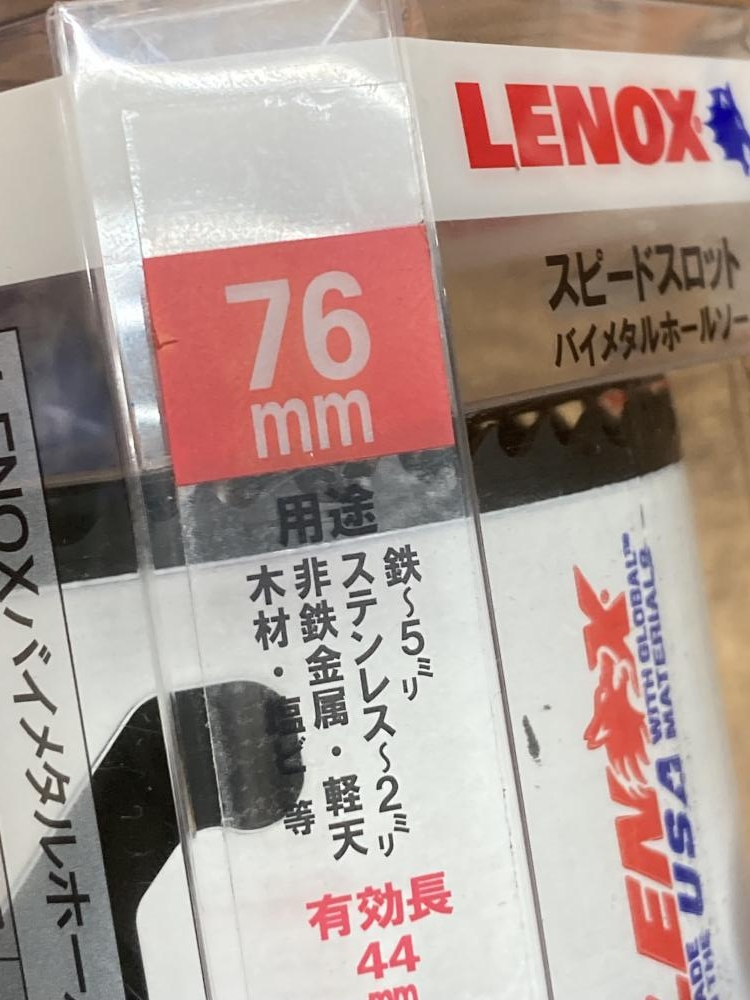 LENOX
スピードスロット
バイメタルホールソー
76
mm
用途
鉄~5ミリ
ステンレス~2ミリ
非鉄金属・軽天
木材・塩ビ 等
有効長
44
mm
LENOXバイメタルホー
LENOX
USA
WITH GLOBAL™
MATERIALS